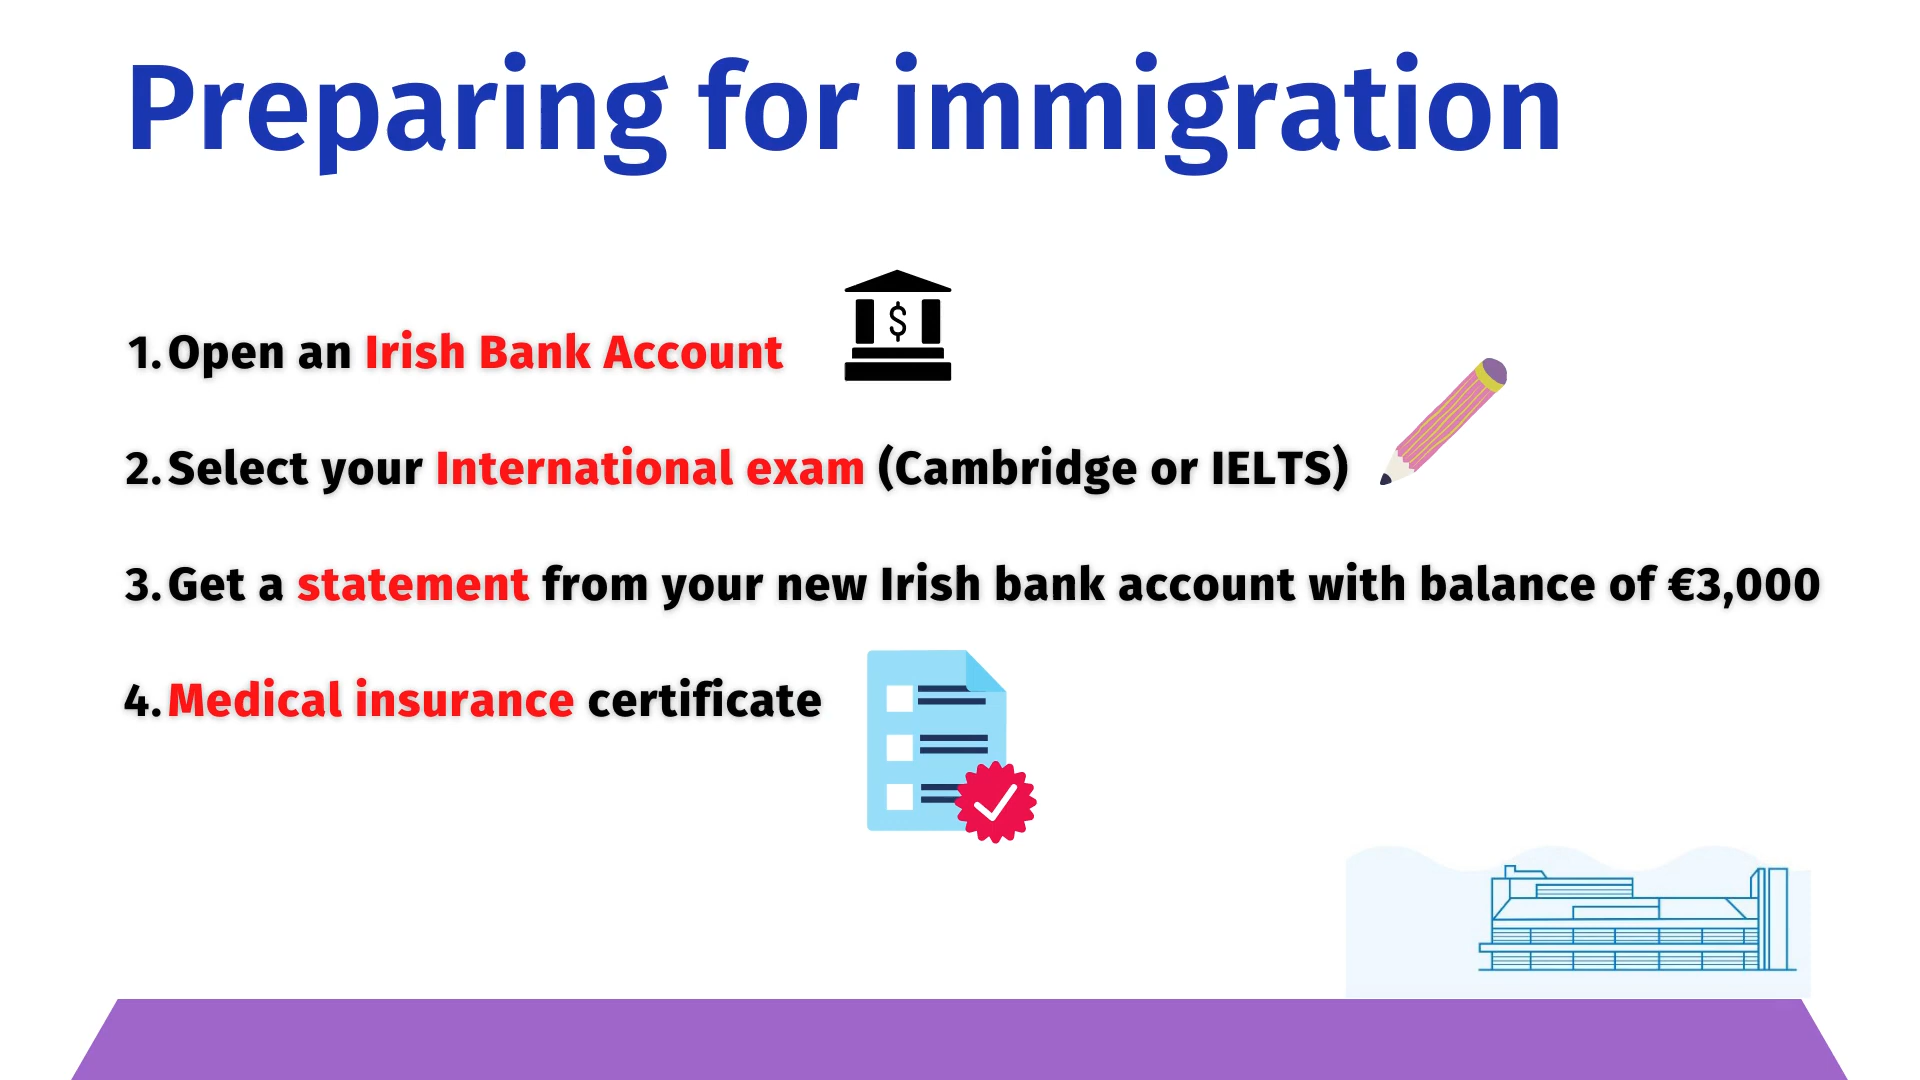 Preparing for immigration
1. Open an Irish Bank Account
$
2. Select your International exam (Cambridge or IELTS)
3. Get a statement from your new Irish bank account with balance of €3,000
4. Medical insurance certificate